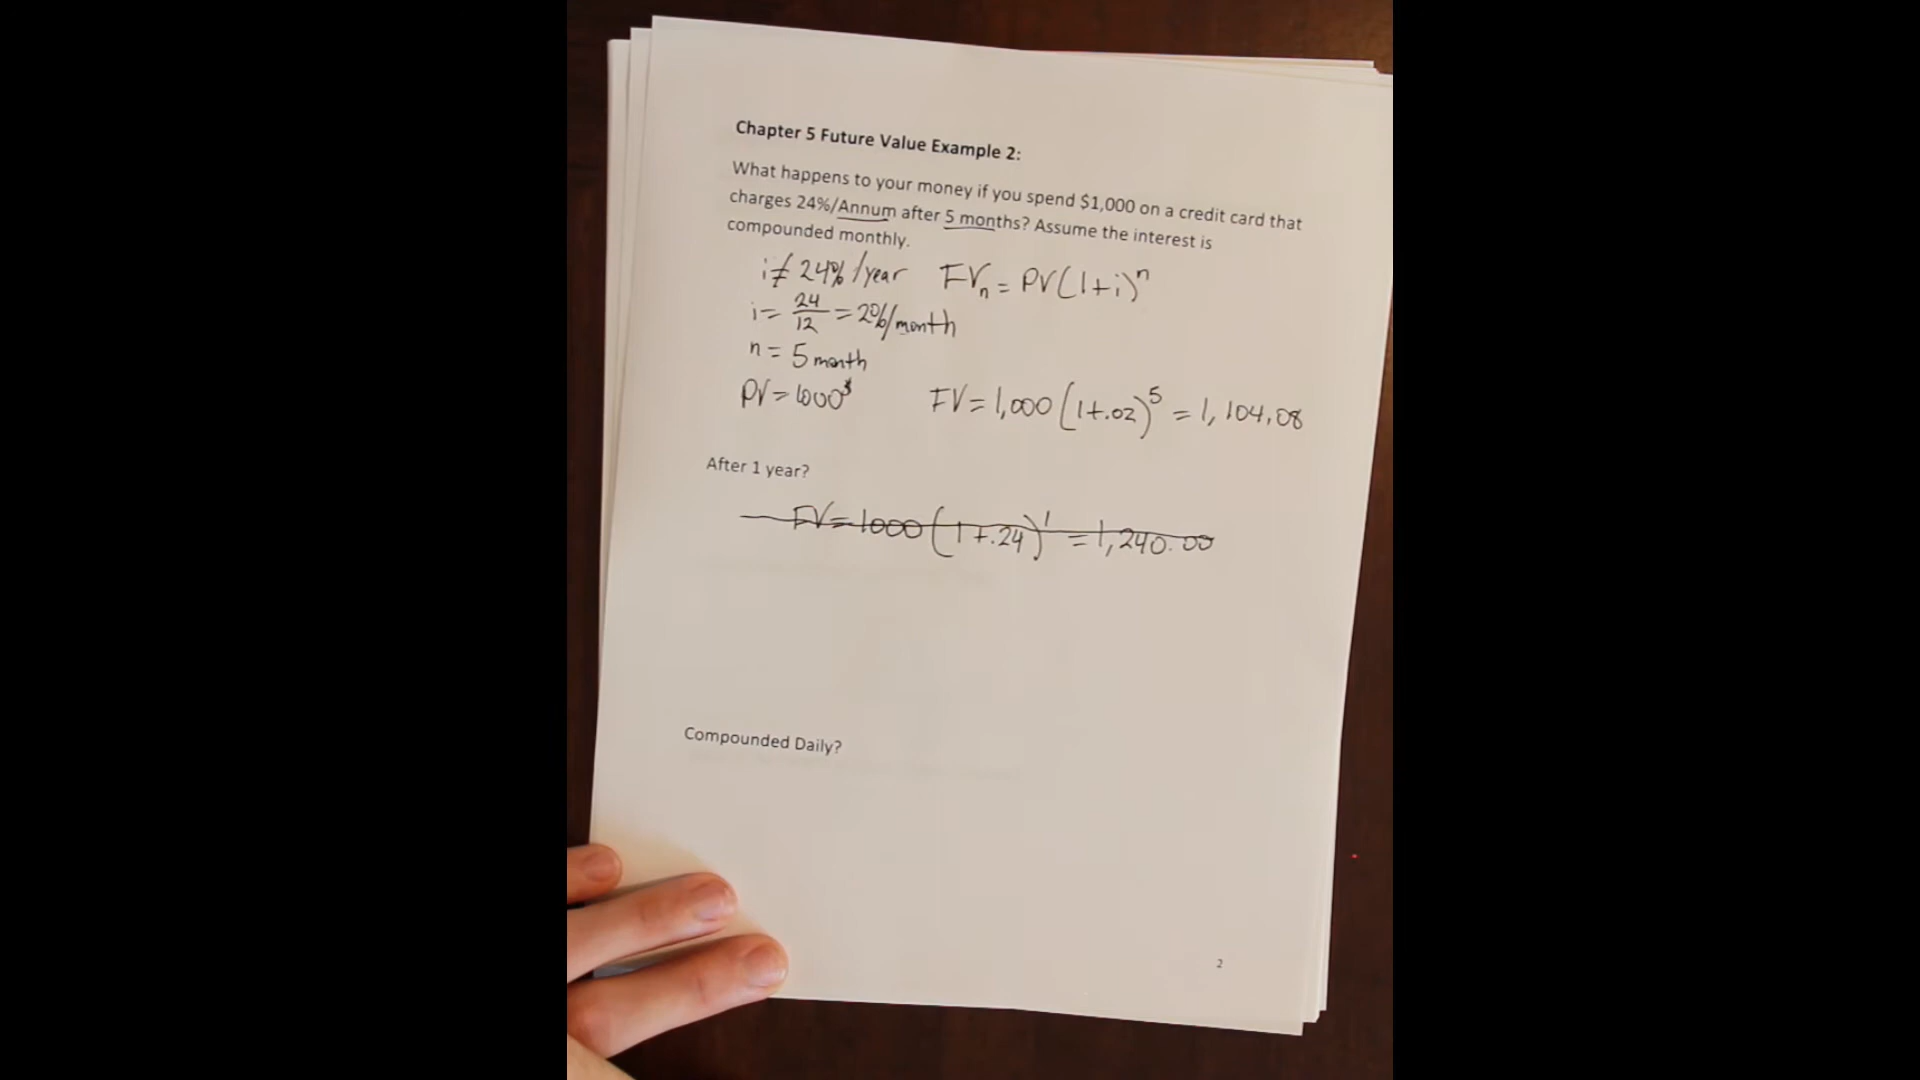 Chapter 5 Future Value Example 2:
What happens to your money if you spend $1,000 on a credit card that
charges 24%/Annum after 5 months? Assume the interest is
compounded monthly.
i ≠ 24%/year FVn = PV(1+i)^n
i = 24/12 = 2%/month
n = 5 month
PV = 1000$ FV = 1,000 (1+.02)^5 = 1,104.08
After 1 year?
FV = 1000 (1+.24)^1 = 1,240.00
Compounded Daily?
2